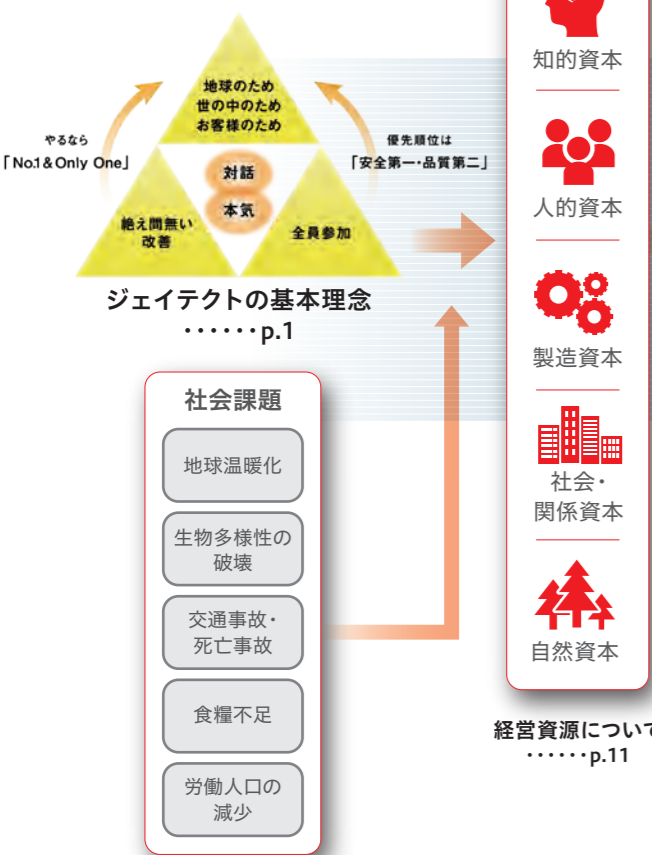 地球のため
世の中のため
お客様のため
やるなら
「No.1&Only One」
優先順位は
「安全第一・品質第二」
対話
本気
絶え間無い
改善
全員参加
ジェイテクトの基本理念
・・・・・・p.1
社会課題
地球温暖化
生物多様性の
破壊
交通事故・
死亡事故
食糧不足
労働人口の
減少
知的資本
人的資本
製造資本
社会・
関係資本
自然資本
経営資源について
・・・・・・p.11